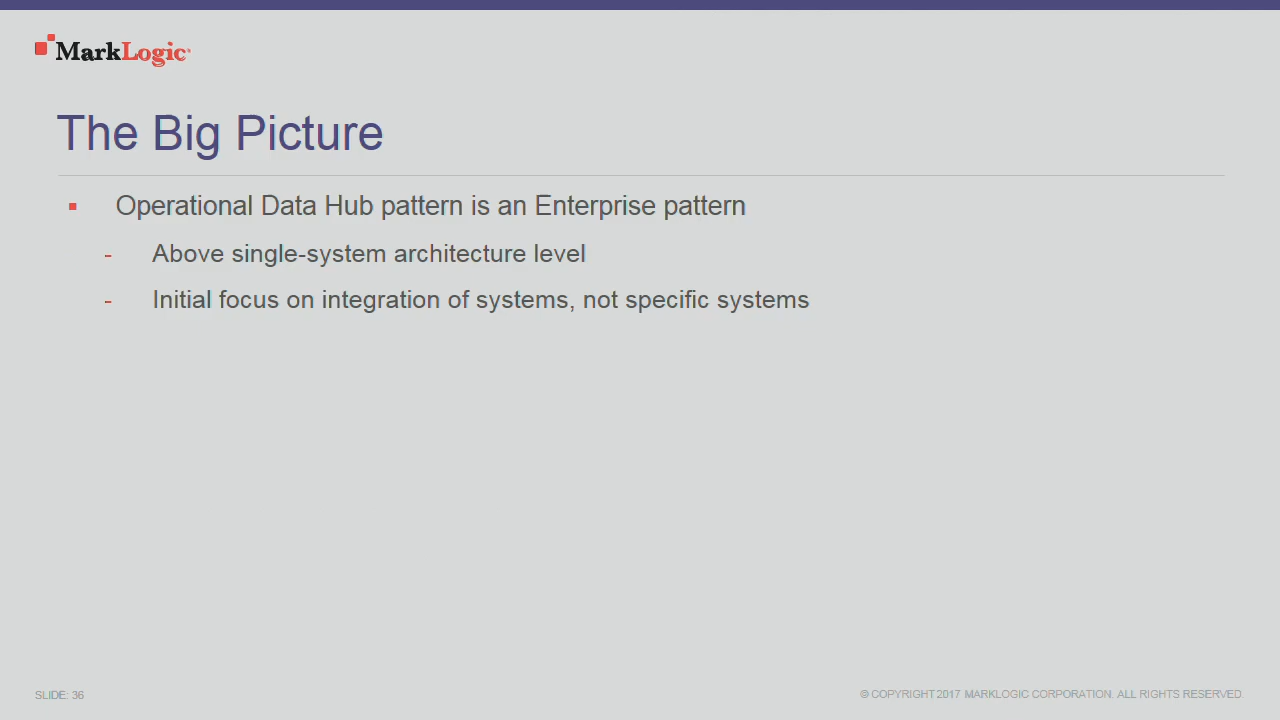 MarkLogic
The Big Picture
▪ Operational Data Hub pattern is an Enterprise pattern
- Above single-system architecture level
- Initial focus on integration of systems, not specific systems
SLIDE: 36
© COPYRIGHT 2017 MARKLOGIC CORPORATION. ALL RIGHTS RESERVED